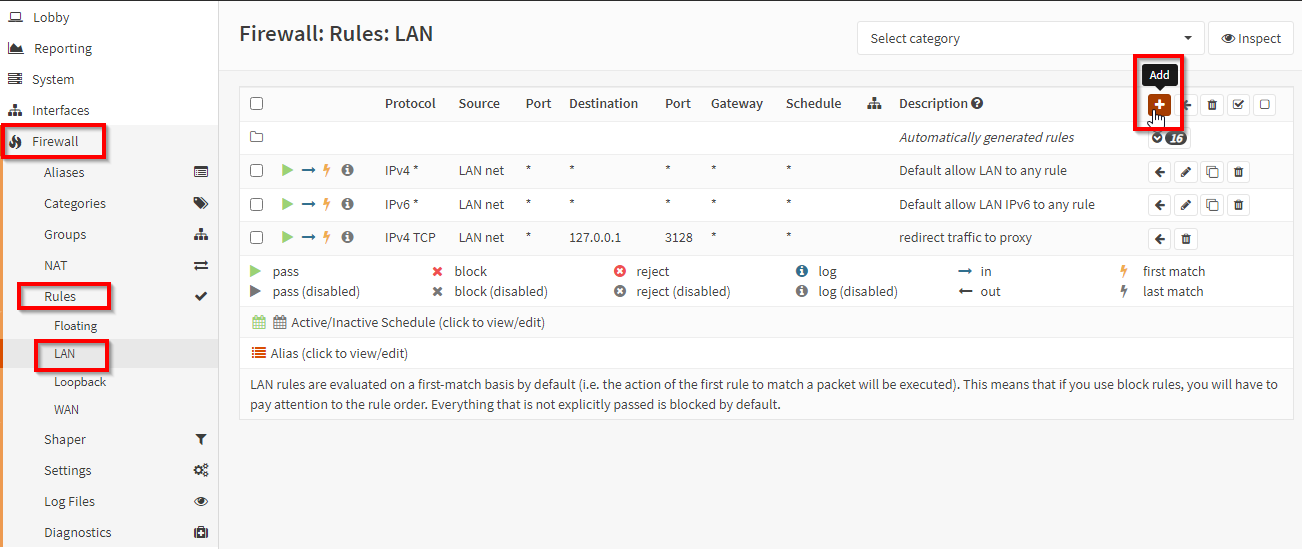 Lobby
Reporting
System
Interfaces
Firewall
Aliases
Categories
Groups
NAT
Rules
Floating
LAN
Loopback
WAN
Shaper
Settings
Log Files
Diagnostics
Firewall: Rules: LAN
Select category
Inspect
Add
Protocol Source Port Destination Port Gateway Schedule Description
Automatically generated rules 16
IPv4 * LAN net * * * * * Default allow LAN to any rule
IPv6 * LAN net * * * * * Default allow LAN IPv6 to any rule
IPv4 TCP LAN net * 127.0.0.1 3128 * * redirect traffic to proxy
pass block reject log in first match
pass (disabled) block (disabled) reject (disabled) log (disabled) out last match
Active/Inactive Schedule (click to view/edit)
Alias (click to view/edit)
LAN rules are evaluated on a first-match basis by default (i.e. the action of the first rule to match a packet will be executed). This means that if you use block rules, you will have to
pay attention to the rule order. Everything that is not explicitly passed is blocked by default.